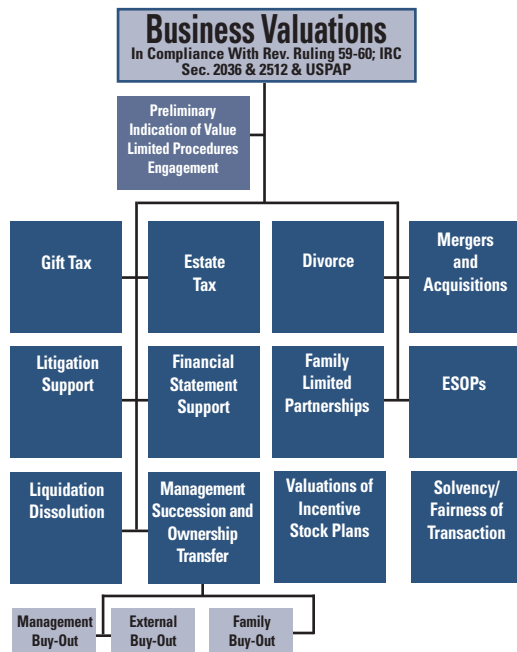 Business Valuations
In Compliance With Rev. Ruling 59-60; IRC
Sec. 2036 & 2512 & USPAP
Preliminary
Indication of Value
Limited Procedures
Engagement
Gift Tax
Estate
Tax
Divorce
Mergers
and
Acquisitions
Litigation
Support
Financial
Statement
Support
Family
Limited
Partnerships
ESOPs
Liquidation
Dissolution
Management
Succession and
Ownership
Transfer
Valuations of
Incentive
Stock Plans
Solvency/
Fairness of
Transaction
Management
Buy-Out
External
Buy-Out
Family
Buy-Out